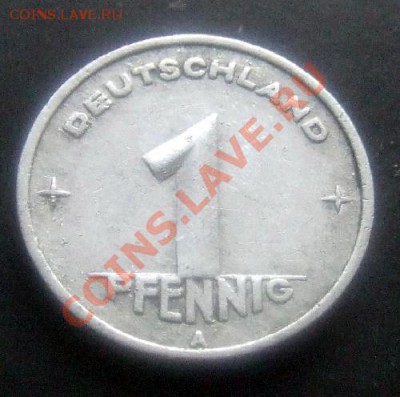 COINS.LAVE.RU
DEUTSCHLAND
1
PFENNIG
A
COINS.LAVE.RU